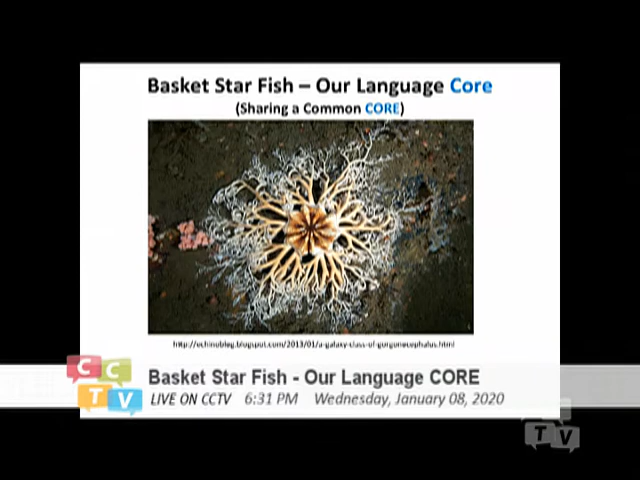 Basket Star Fish – Our Language Core
(Sharing a Common CORE)
http://echinoblog.blogspot.com/2013/01/a-galaxy-class-of-gorgonocephalus.html
Basket Star Fish - Our Language CORE
LIVE ON CCTV 6:31 PM Wednesday, January 08, 2020
CCTV
TV